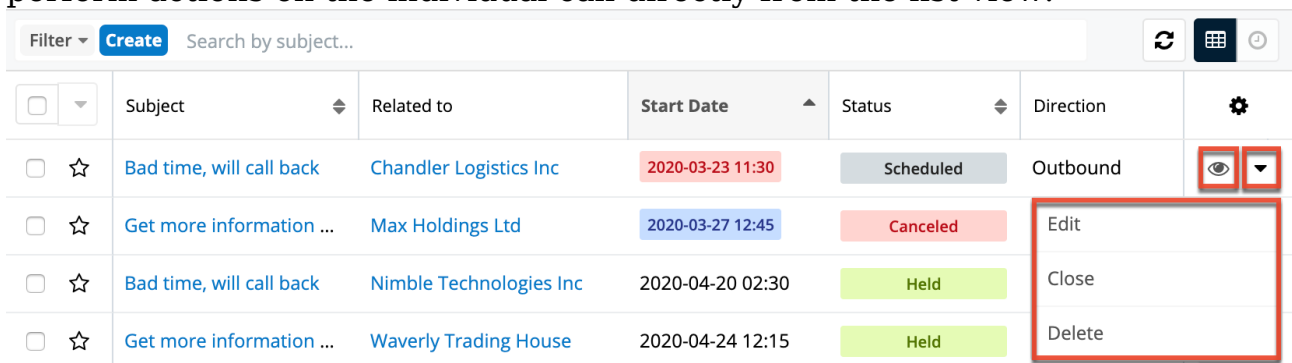 perform actions on the individual call directly from the list view.
Filter Create Search by subject...
Subject Related to Start Date Status Direction
Bad time, will call back Chandler Logistics Inc 2020-03-23 11:30 Scheduled Outbound
Get more information ... Max Holdings Ltd 2020-03-27 12:45 Canceled Edit
Bad time, will call back Nimble Technologies Inc 2020-04-20 02:30 Held Close
Get more information ... Waverly Trading House 2020-04-24 12:15 Held Delete